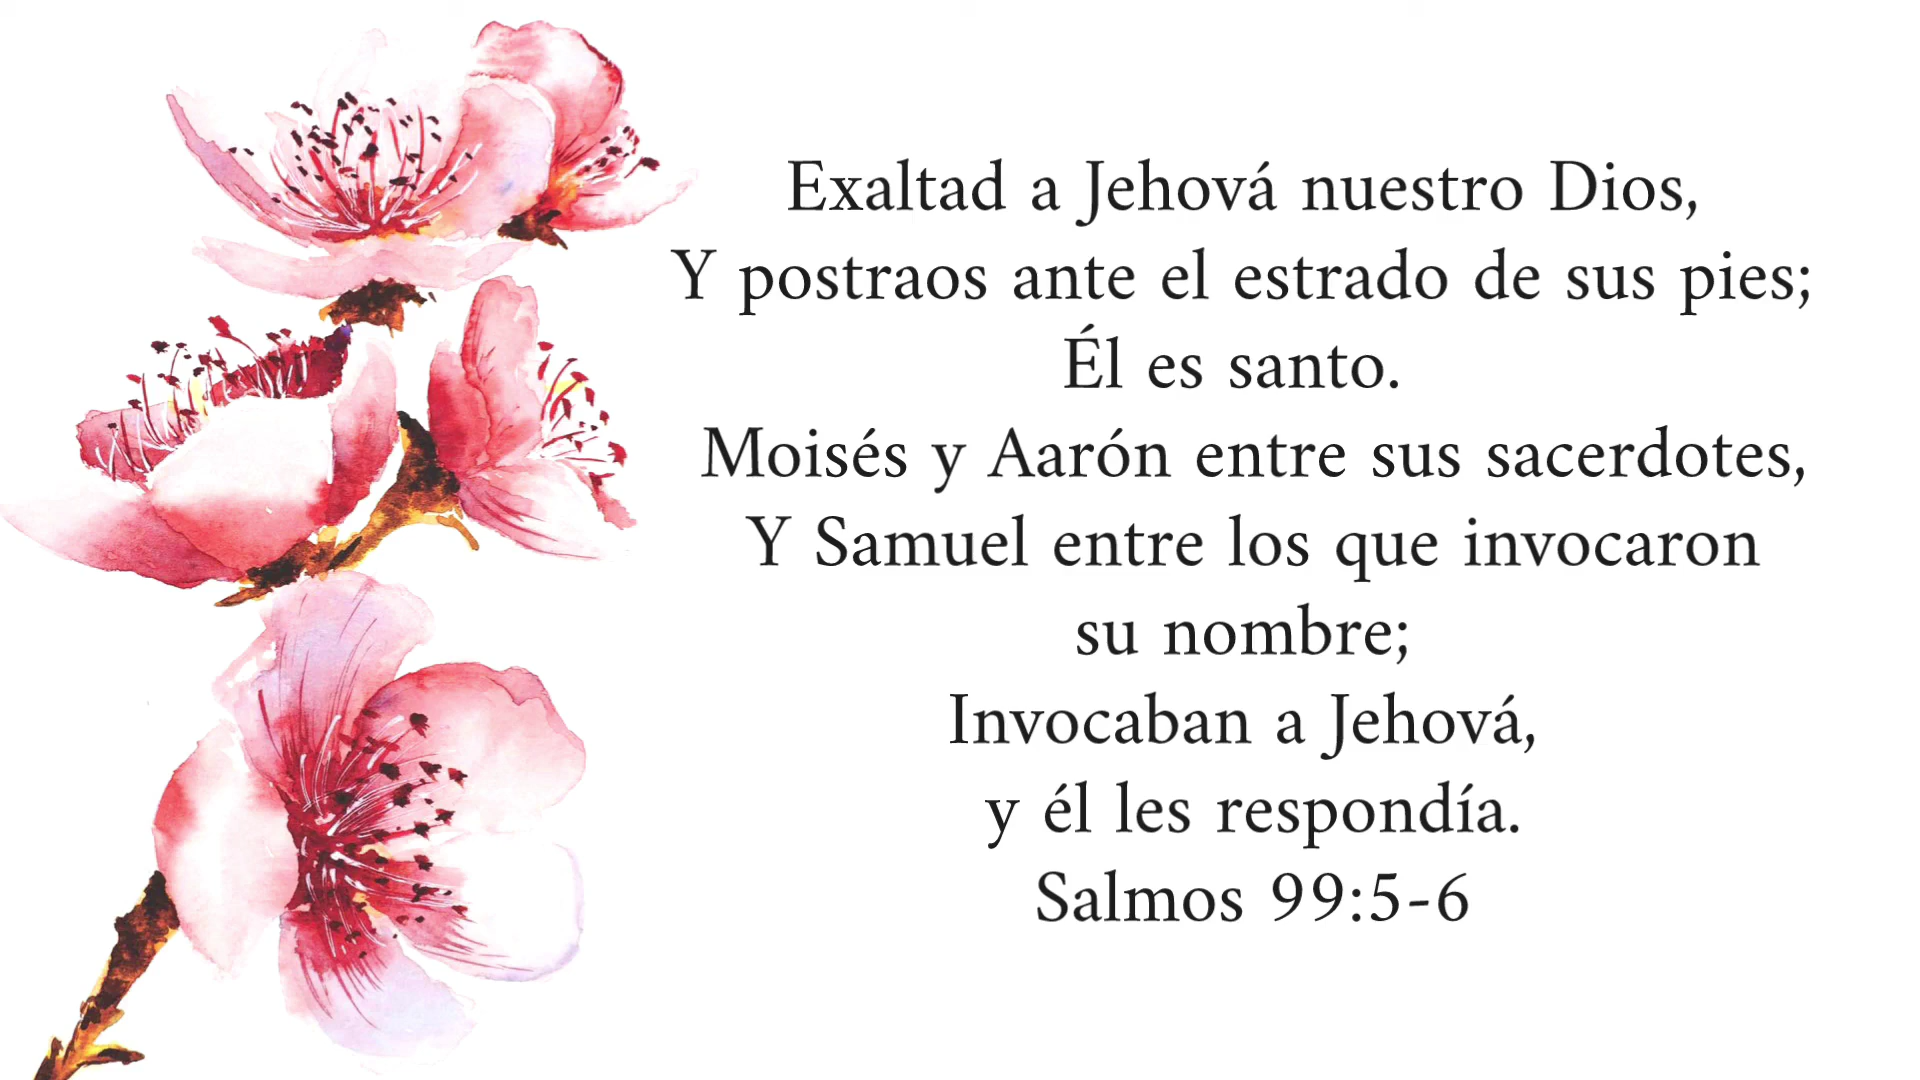 Exaltad a Jehová nuestro Dios,
Y postraos ante el estrado de sus pies;
Él es santo.
Moisés y Aarón entre sus sacerdotes,
Y Samuel entre los que invocaron
su nombre;
Invocaban a Jehová,
y él les respondía.
Salmos 99:5-6